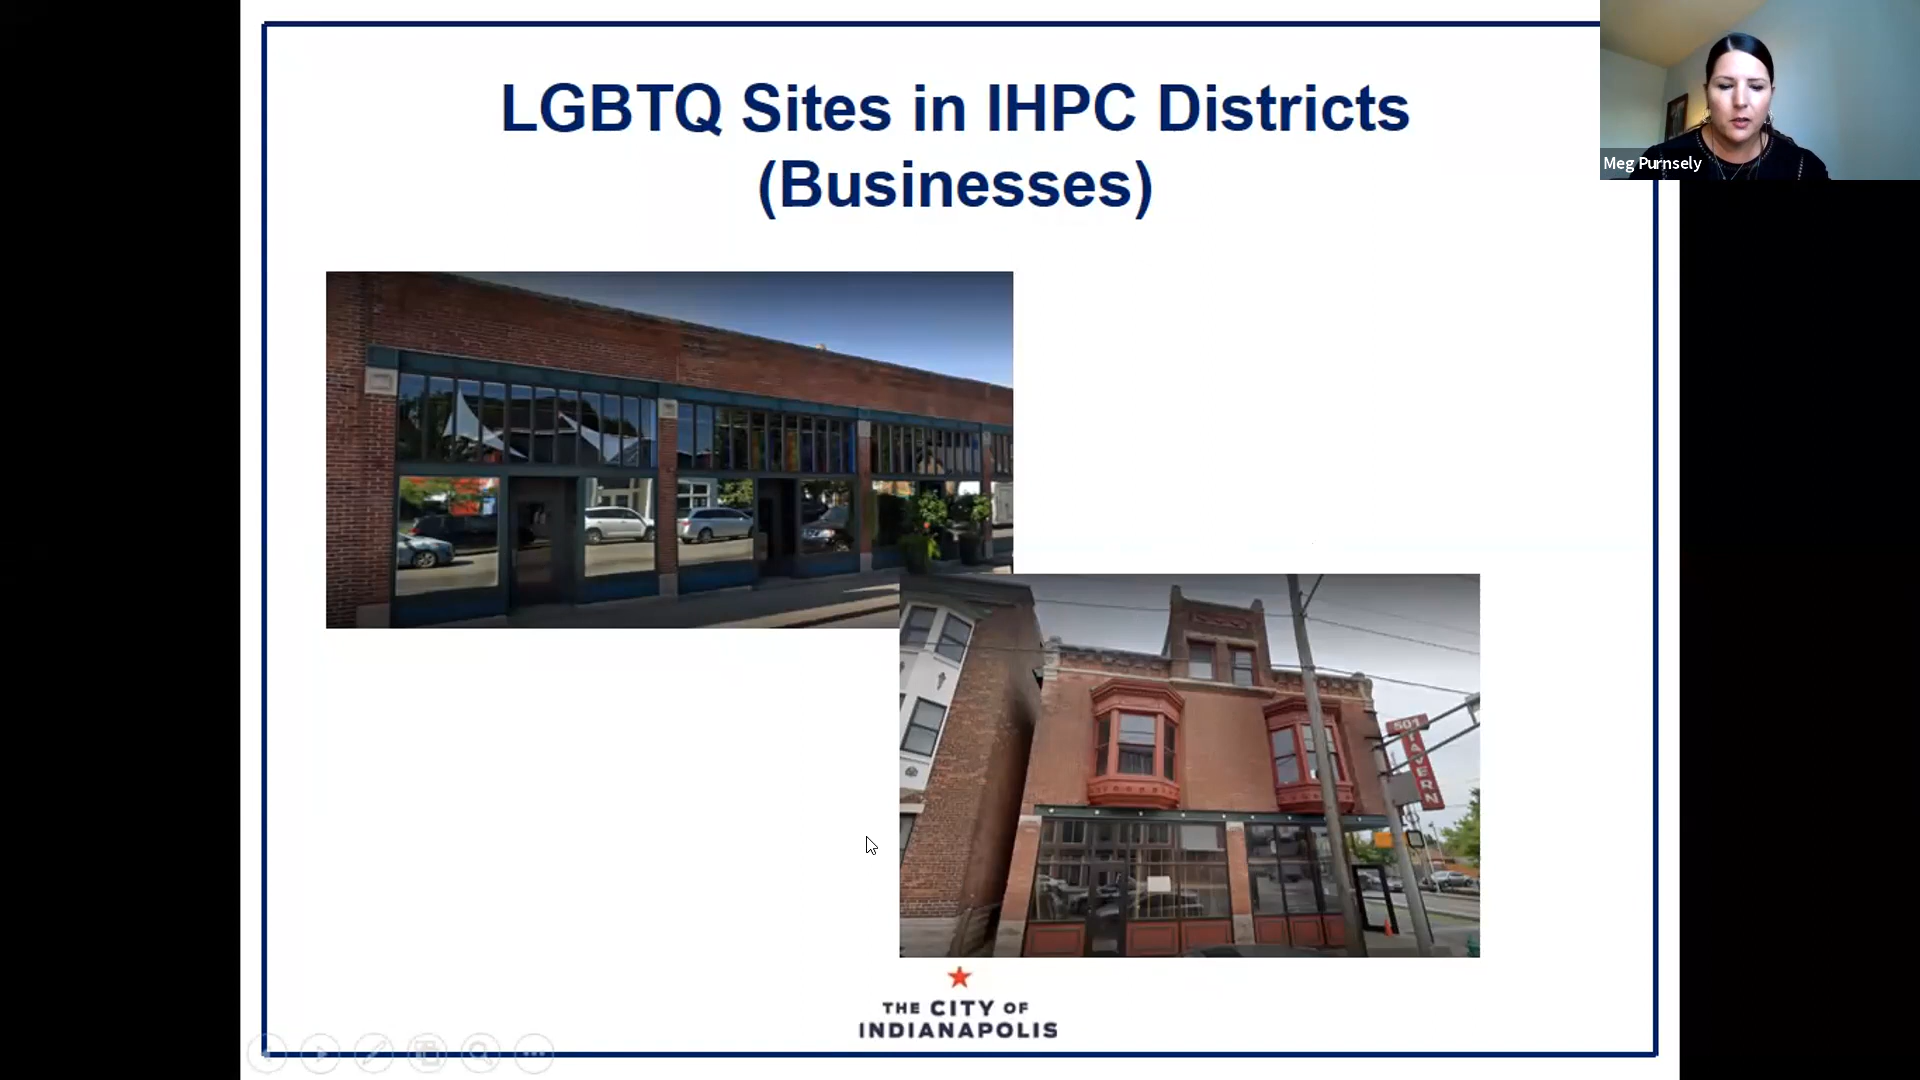 LGBTQ Sites in IHPC Districts
(Businesses)
Meg Purnsely
501
TAVERN
THE CITY OF
INDIANAPOLIS